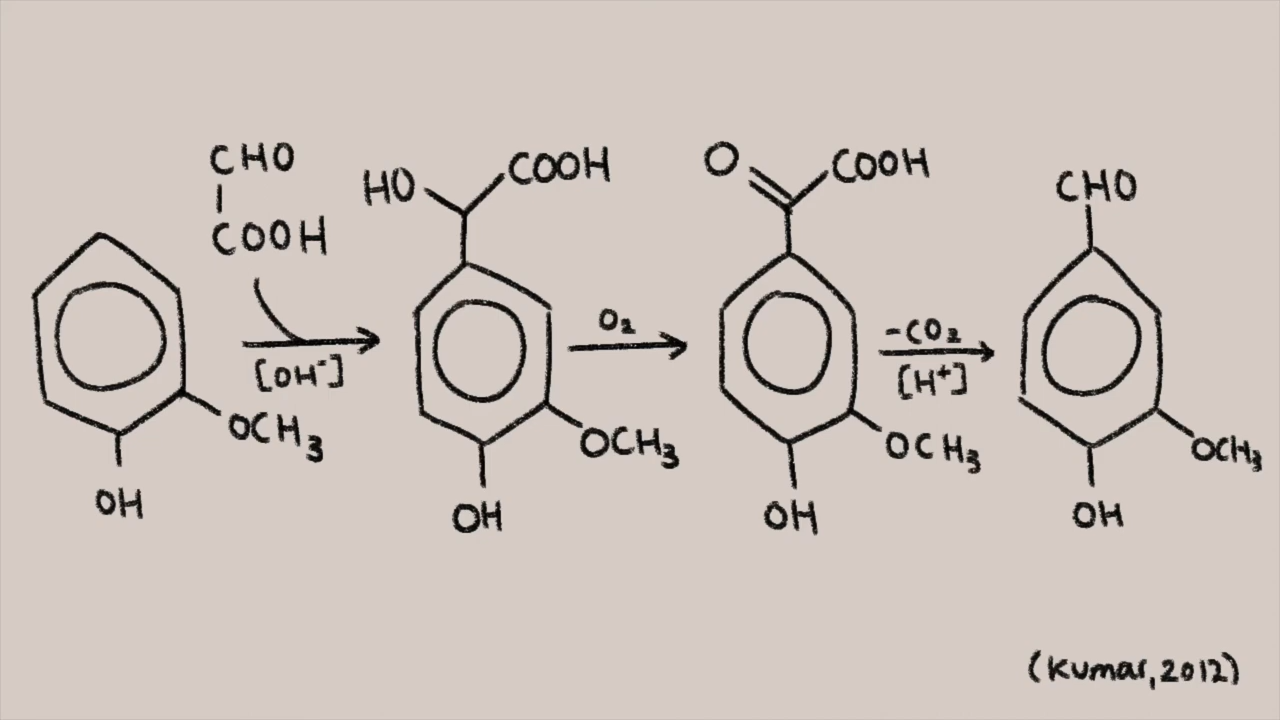 CHO
COOH
[OH⁻]
OCH₃
OH
HO
COOH
OCH₃
OH
O₂
O
COOH
OCH₃
OH
-CO₂
[H⁺]
CHO
OCH₃
OH
(Kumar, 2012)